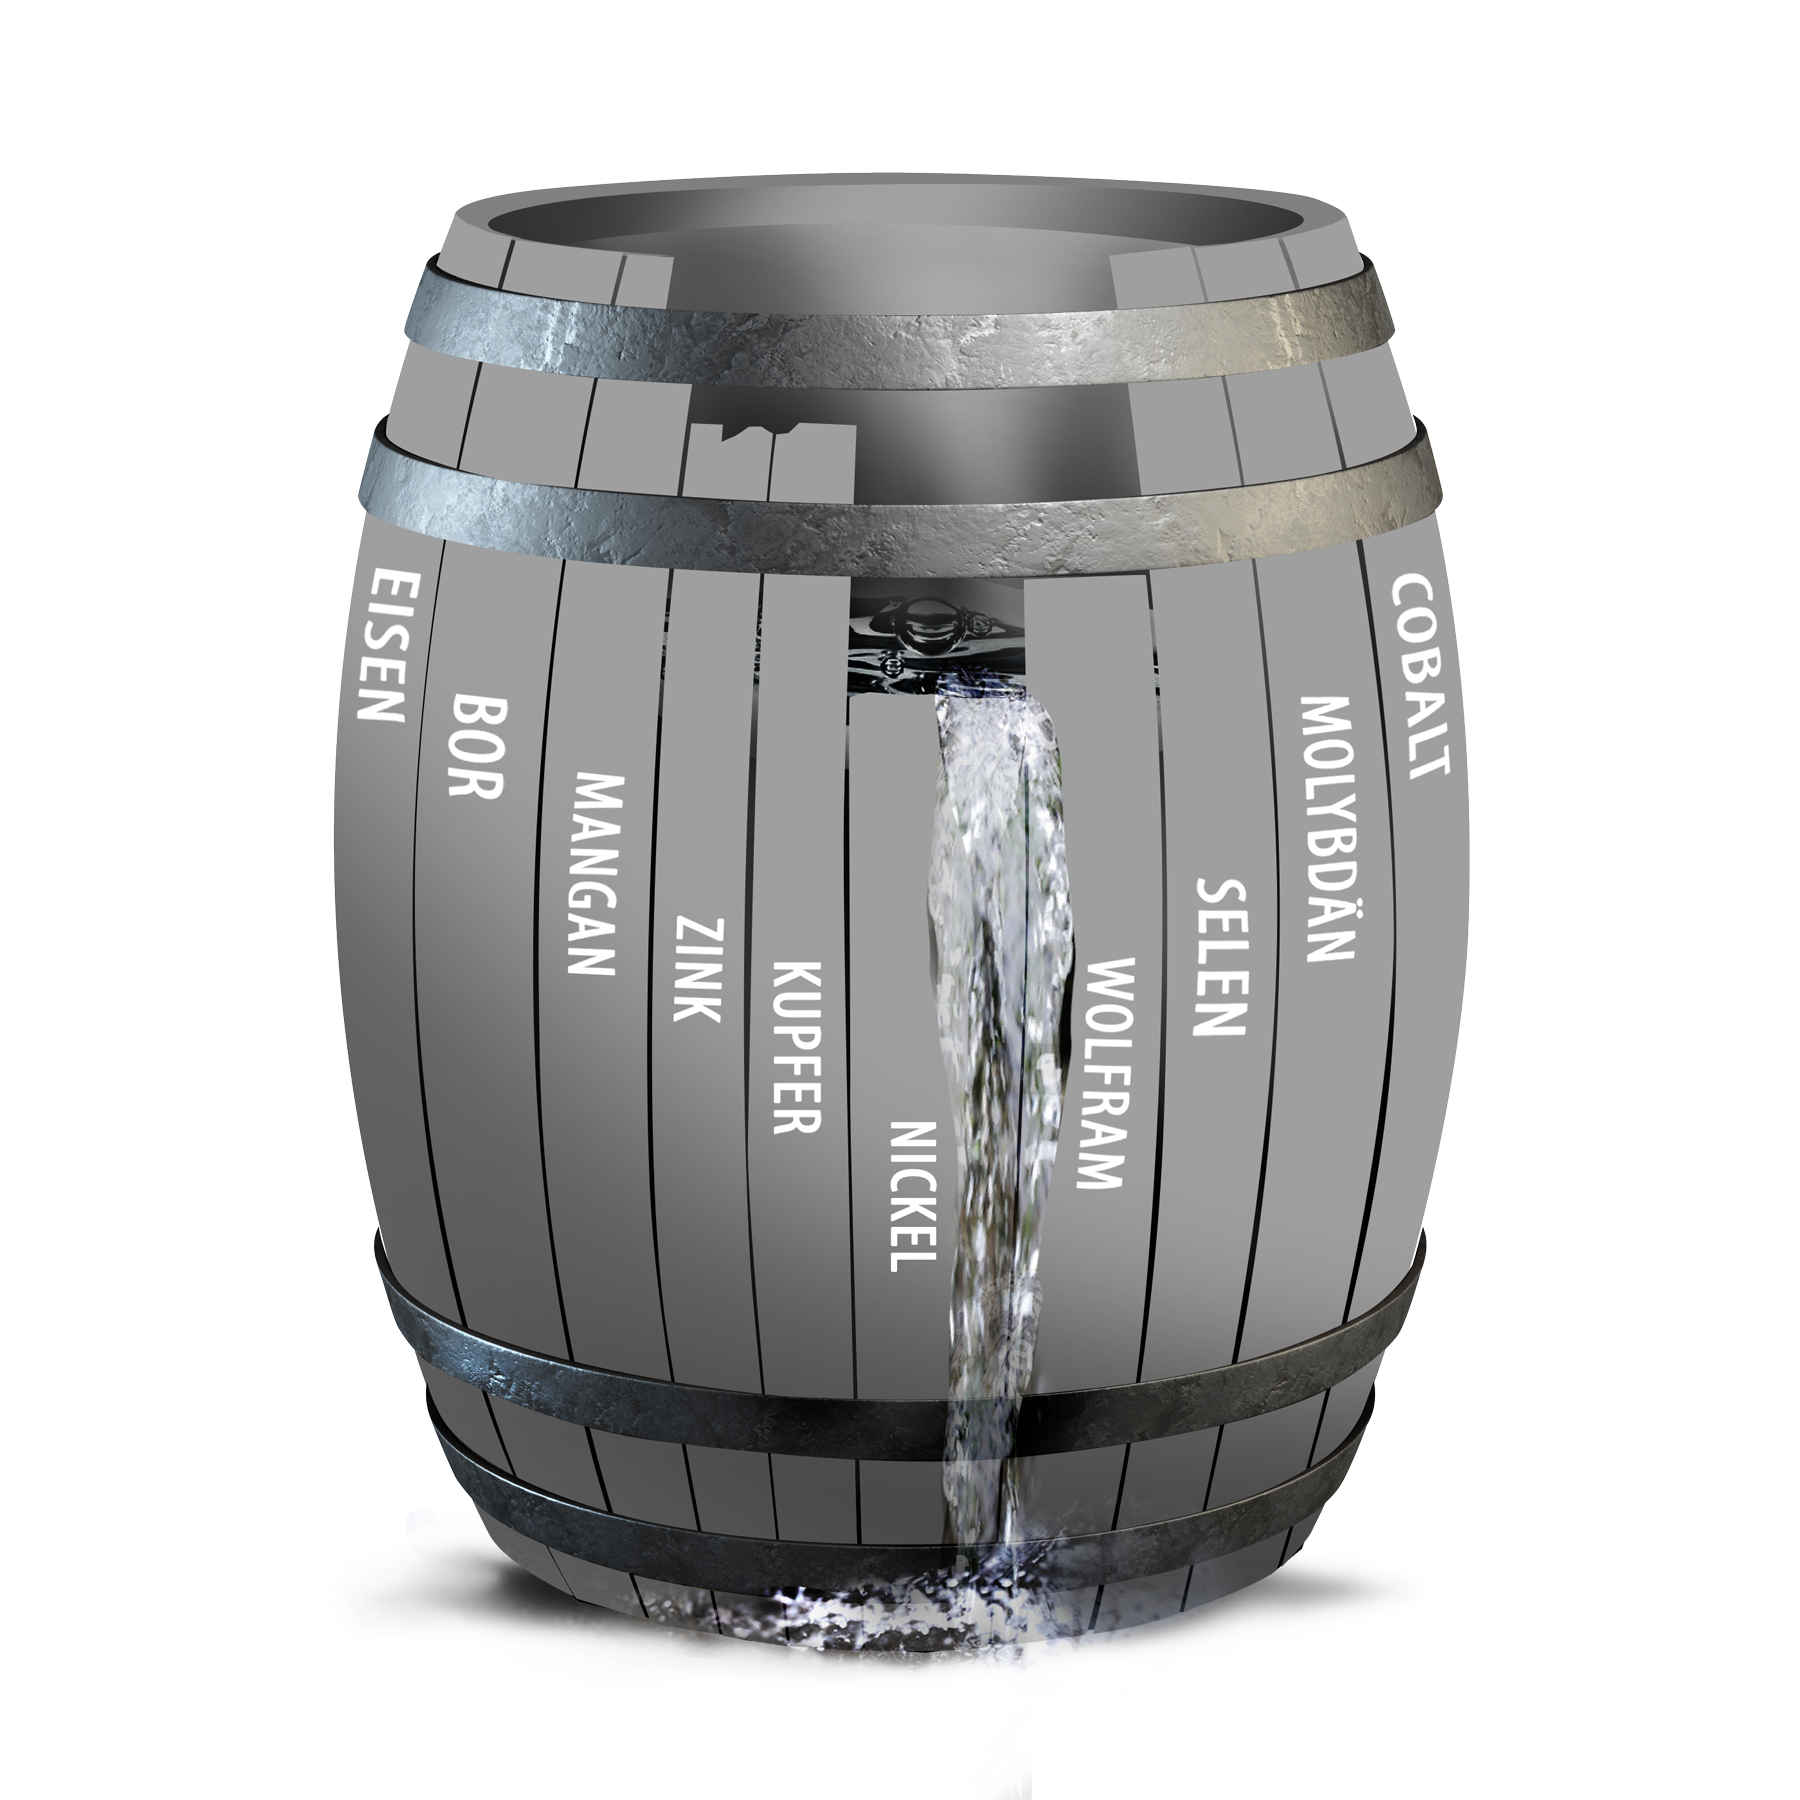 EISEN
BOR
MANGAN
ZINK
KUPFER
NICKEL
WOLFRAM
SELEN
MOLYBDÄN
COBALT